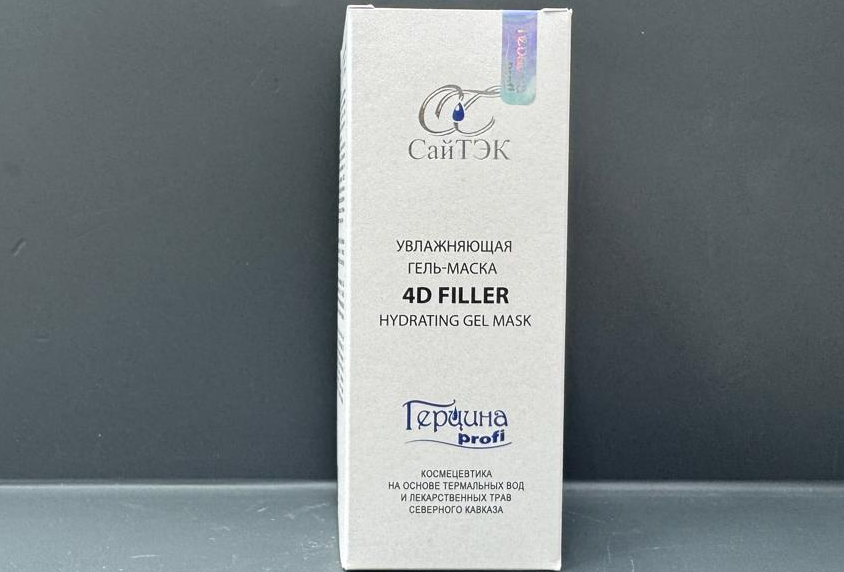 СайТЭК
УВЛАЖНЯЮЩАЯ
ГЕЛЬ-МАСКА
4D FILLER
HYDRATING GEL MASK
Герцина
profi
КОСМЕЦЕВТИКА
НА ОСНОВЕ ТЕРМАЛЬНЫХ ВОД
И ЛЕКАРСТВЕННЫХ ТРАВ
СЕВЕРНОГО КАВКАЗА